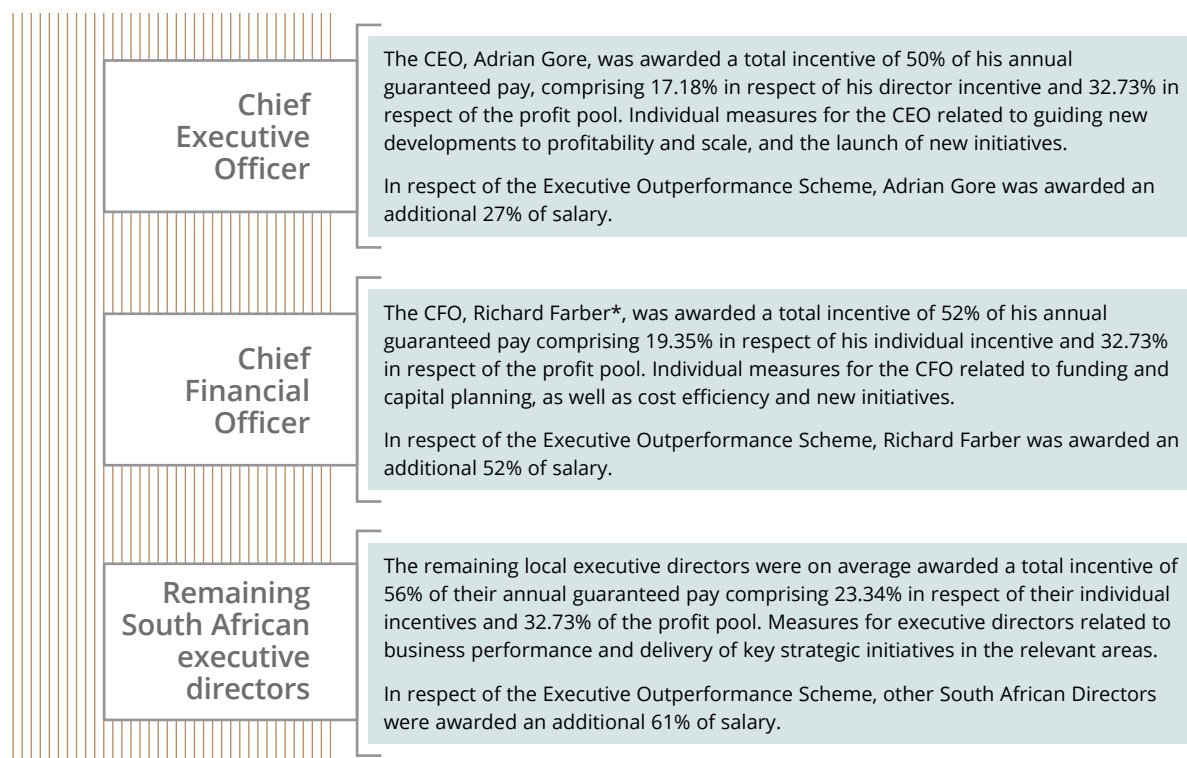 Chief
Executive
Officer
The CEO, Adrian Gore, was awarded a total incentive of 50% of his annual
guaranteed pay, comprising 17.18% in respect of his director incentive and 32.73% in
respect of the profit pool. Individual measures for the CEO related to guiding new
developments to profitability and scale, and the launch of new initiatives.
In respect of the Executive Outperformance Scheme, Adrian Gore was awarded an
additional 27% of salary.
Chief
Financial
Officer
The CFO, Richard Farber*, was awarded a total incentive of 52% of his annual
guaranteed pay comprising 19.35% in respect of his individual incentive and 32.73%
in respect of the profit pool. Individual measures for the CFO related to funding and
capital planning, as well as cost efficiency and new initiatives.
In respect of the Executive Outperformance Scheme, Richard Farber was awarded an
additional 52% of salary.
Remaining
South African
executive
directors
The remaining local executive directors were on average awarded a total incentive of
56% of their annual guaranteed pay comprising 23.34% in respect of their individual
incentives and 32.73% of the profit pool. Measures for executive directors related to
business performance and delivery of key strategic initiatives in the relevant areas.
In respect of the Executive Outperformance Scheme, other South African Directors
were awarded an additional 61% of salary.